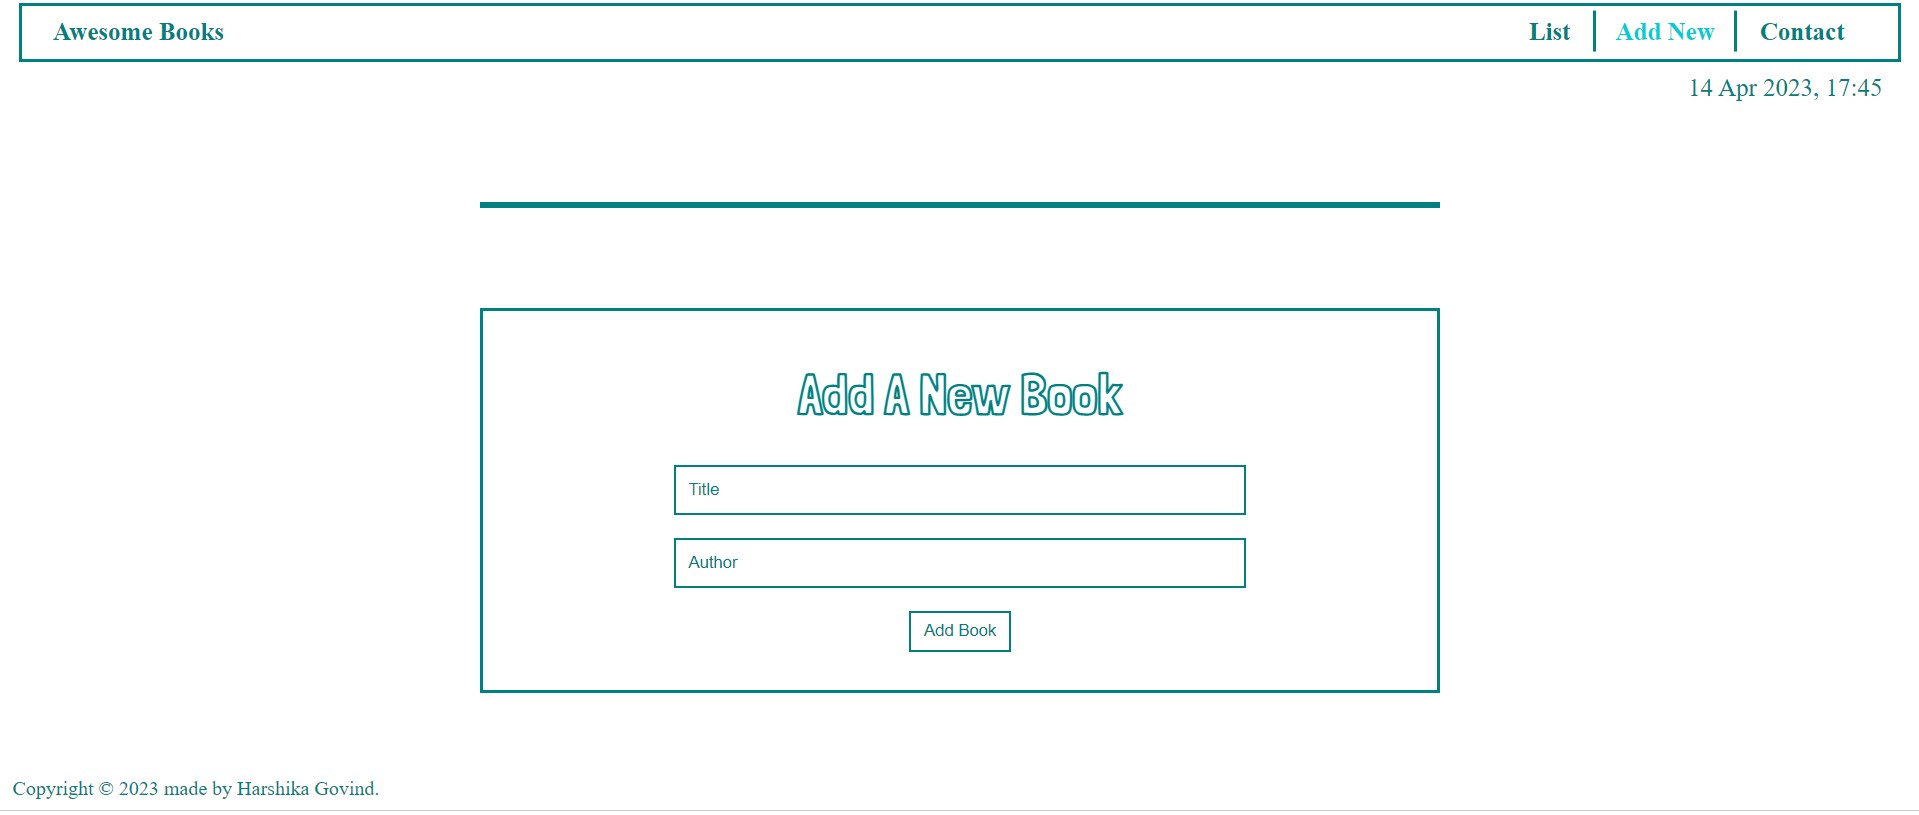 Awesome Books List Add New Contact
14 Apr 2023, 17:45
Add A New Book
Title
Author
Add Book
Copyright © 2023 made by Harshika Govind.